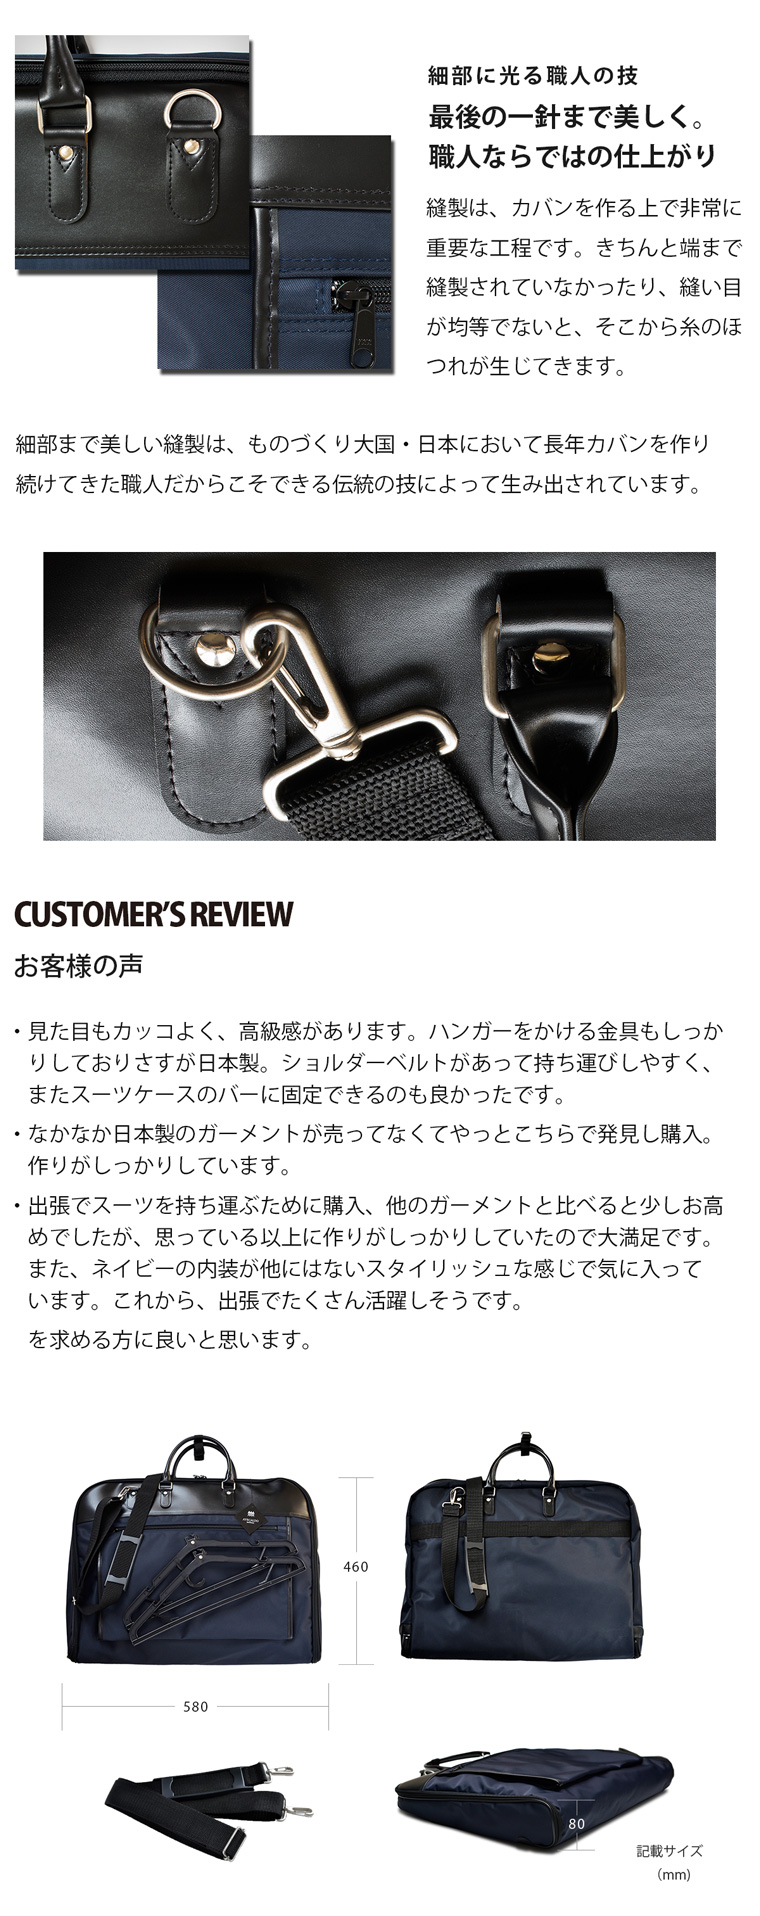 細部に光る職人の技
最後の一針まで美しく。
職人ならではの仕上がり
縫製は、カバンを作る上で非常に
重要な工程です。きちんと端まで
縫製されていなかったり、縫い目
が均等でないと、そこから糸のほ
つれが生じてきます。
細部まで美しい縫製は、ものづくり大国・日本において長年カバンを作り
続けてきた職人だからこそできる伝統の技によって生み出されています。
CUSTOMER'S REVIEW
お客様の声
・見た目もカッコよく、高級感があります。ハンガーをかける金具もしっか
りしておりさすが日本製。ショルダーベルトがあって持ち運びしやすく、
またスーツケースのバーに固定できるのも良かったです。
・なかなか日本製のガーメントが売ってなくてやっとこちらで発見し購入。
作りがしっかりしています。
・出張でスーツを持ち運ぶために購入、他のガーメントと比べると少しお高
めでしたが、思っている以上に作りがしっかりしていたので大満足です。
また、ネイビーの内装が他にはないスタイリッシュな感じで気に入って
います。これから、出張でたくさん活躍しそうです。
を求める方に良いと思います。
460
580
80
記載サイズ
（mm）